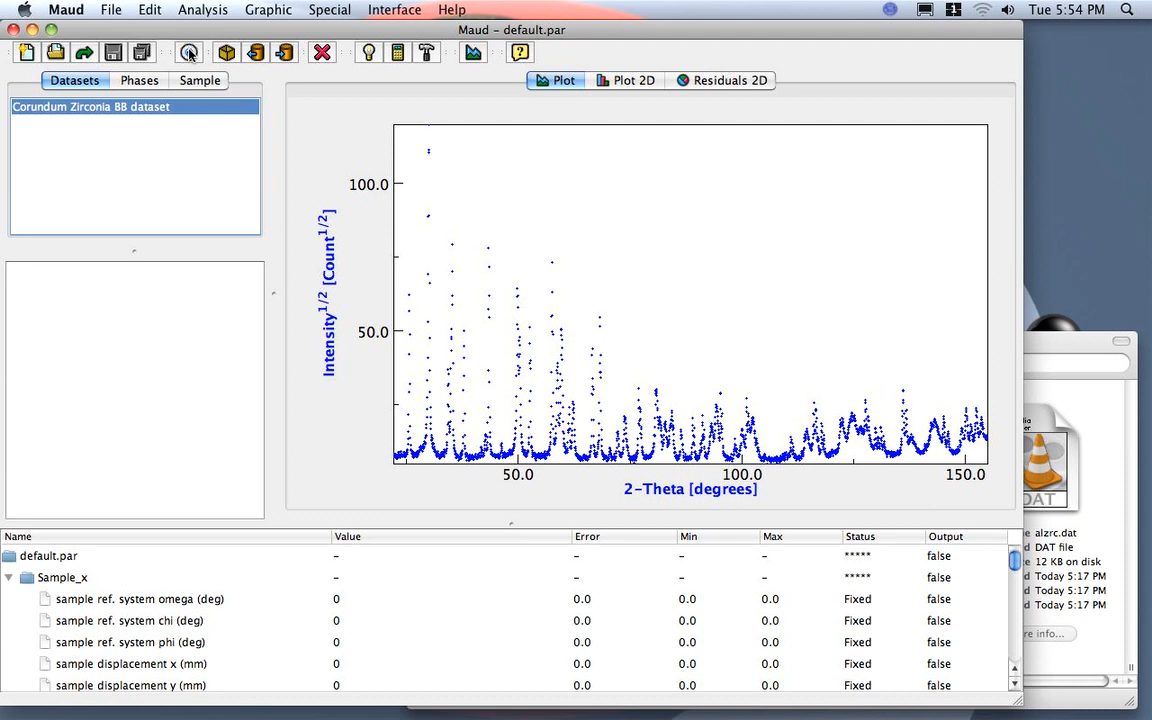 Maud File Edit Analysis Graphic Special Interface Help 1 Tue 5:54 PM
Maud - default.par
Datasets Phases Sample
Plot Plot 2D Residuals 2D
Corundum Zirconia BB dataset
100.0
50.0
Intensity1/2 [Count1/2]
50.0 100.0 150.0
2-Theta [degrees]
DAT
alzrc.dat
DAT file
12 KB on disk
Today 5:17 PM
Today 5:17 PM
Today 5:17 PM
re info...
Name Value Error Min Max Status Output
default.par - - - - ***** false
Sample_x - - - - ***** false
sample ref. system omega (deg) 0 0.0 0.0 0.0 Fixed false
sample ref. system chi (deg) 0 0.0 0.0 0.0 Fixed false
sample ref. system phi (deg) 0 0.0 0.0 0.0 Fixed false
sample displacement x (mm) 0 0.0 0.0 0.0 Fixed false
sample displacement y (mm) 0 0.0 0.0 0.0 Fixed false